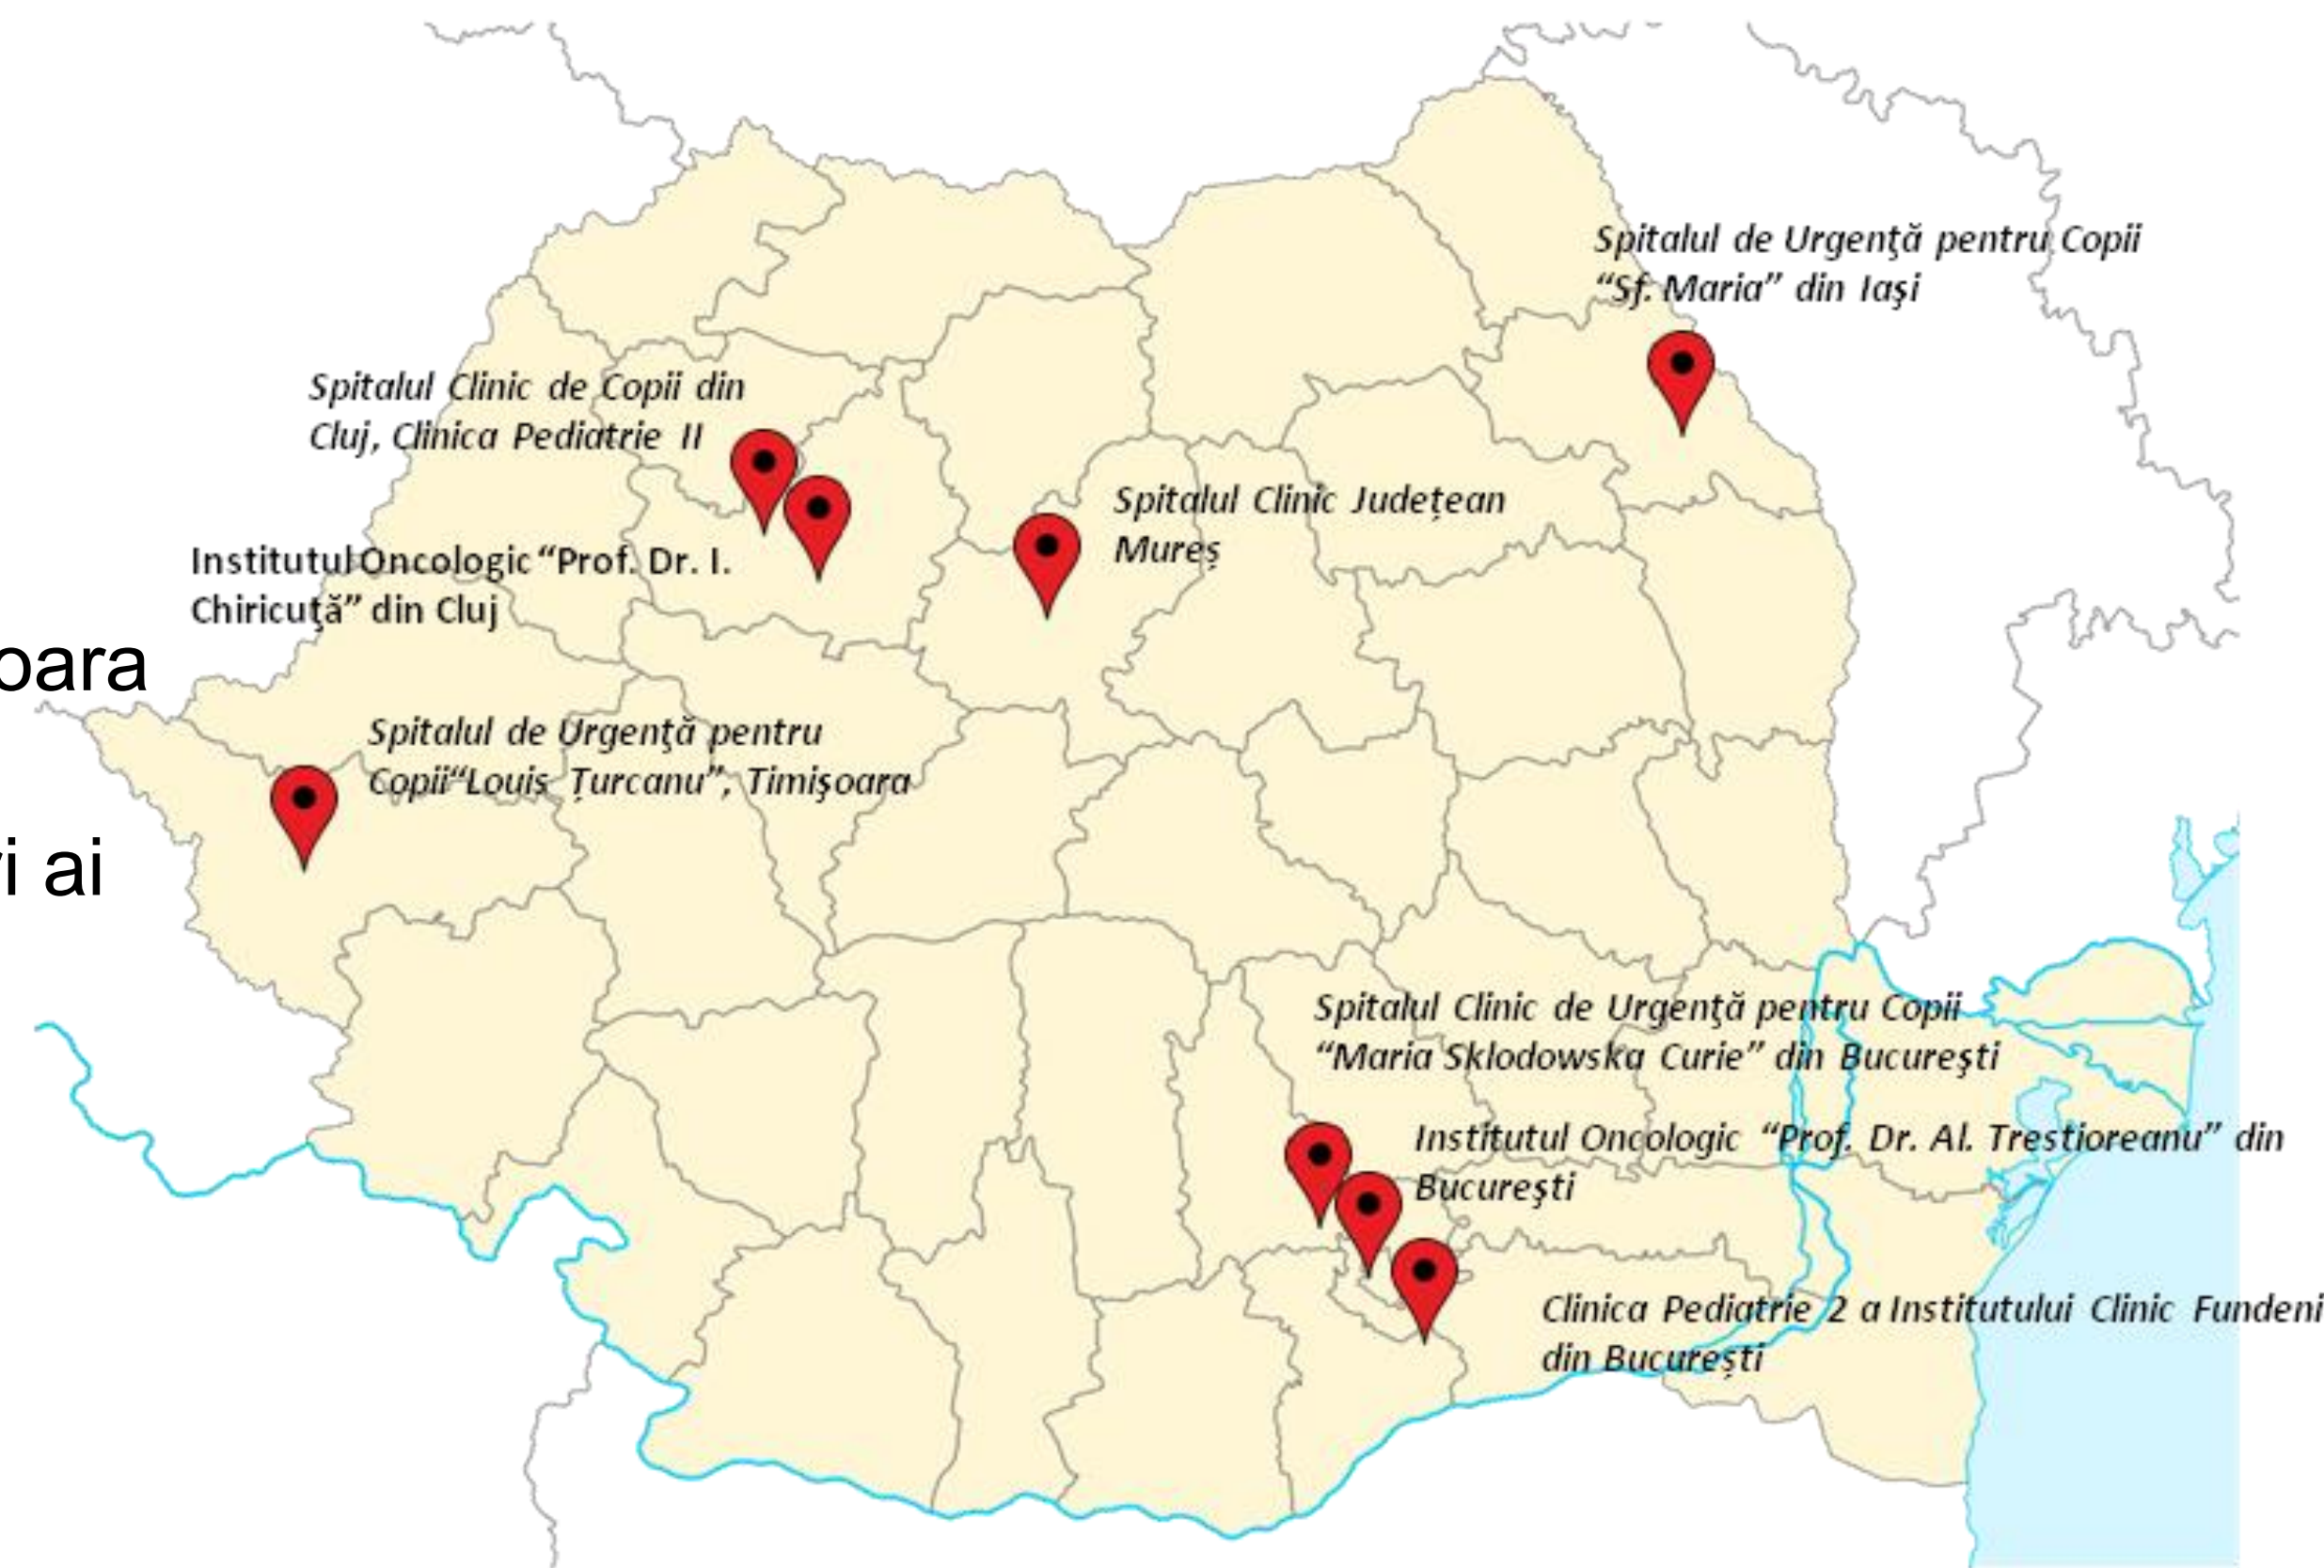 Spitalul de Urgenţă pentru Copii
“Sf. Maria” din Iaşi
Spitalul Clinic de Copii din
Cluj, Clinica Pediatrie II
Spitalul Clinic Județean
Mureș
Institutul Oncologic “Prof. Dr. I.
Chiricuţă” din Cluj
oara
Spitalul de Urgenţă pentru
Copii“Louis Țurcanu”, Timişoara
i ai
Spitalul Clinic de Urgenţă pentru Copii
“Maria Sklodowska Curie” din Bucureşti
Institutul Oncologic “Prof. Dr. Al. Trestioreanu” din
Bucureşti
Clinica Pediatrie 2 a Institutului Clinic Fundeni
din București